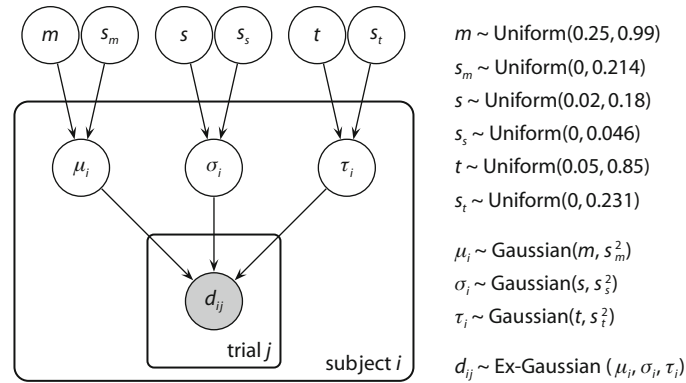 m s_m s s_s t s_t
μ_i σ_i τ_i
d_ij
trial j
subject i
m ~ Uniform(0.25, 0.99)
s_m ~ Uniform(0, 0.214)
s ~ Uniform(0.02, 0.18)
s_s ~ Uniform(0, 0.046)
t ~ Uniform(0.05, 0.85)
s_t ~ Uniform(0, 0.231)
μ_i ~ Gaussian(m, s_m^2)
σ_i ~ Gaussian(s, s_s^2)
τ_i ~ Gaussian(t, s_t^2)
d_ij ~ Ex-Gaussian (μ_i, σ_i, τ_i)